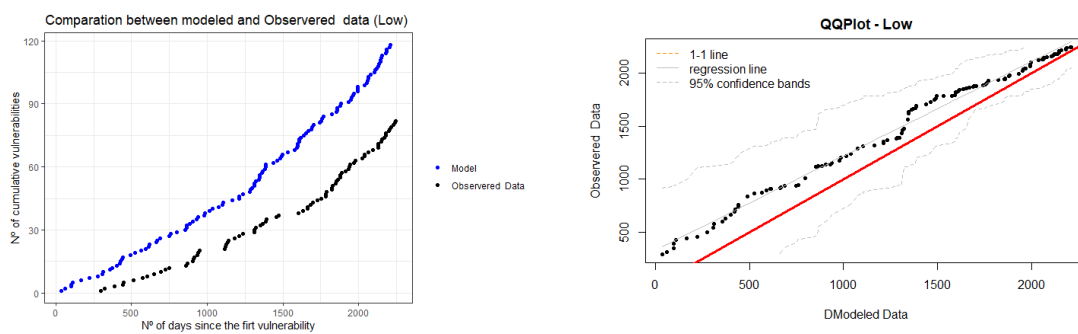 Comparation between modeled and Observered data (Low)
120
90
60
30
0
Nº of cumulative vulnerabilities
0 500 1000 1500 2000
Nº of days since the firt vulnerability
Model
Observered Data
QQPlot - Low
1-1 line
regression line
95% confidence bands
2000
1500
1000
500
Observed Data
0 500 1000 1500 2000
DModeled Data